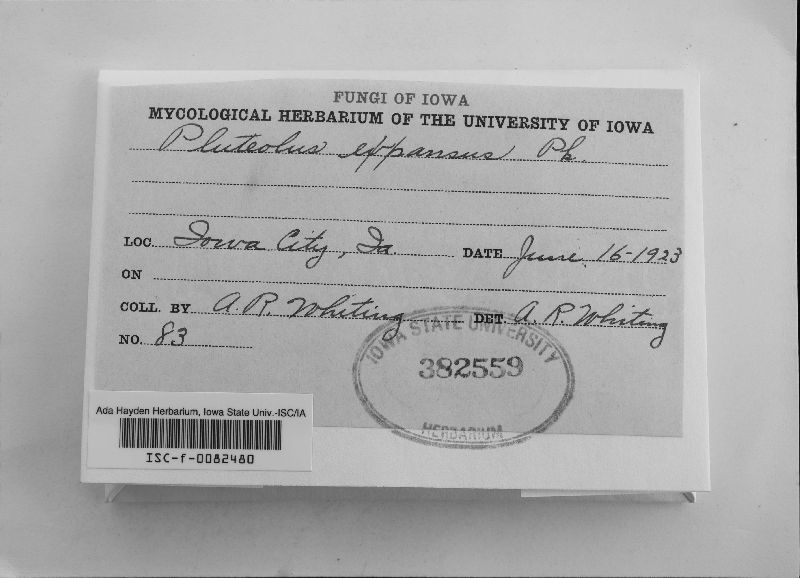 FUNGI OF IOWA
MYCOLOGICAL HERBARIUM OF THE UNIVERSITY OF IOWA
Pluteolus expansus Pk.
LOC. Iowa City, Ia. DATE June 16-1923
ON
COLL. BY A. R. Whiting DET. A. R. Whiting
NO. 83
IOWA STATE UNIVERSITY
382559
HERBARIUM
Ada Hayden Herbarium, Iowa State Univ.-ISC/IA
ISC-f-0082480